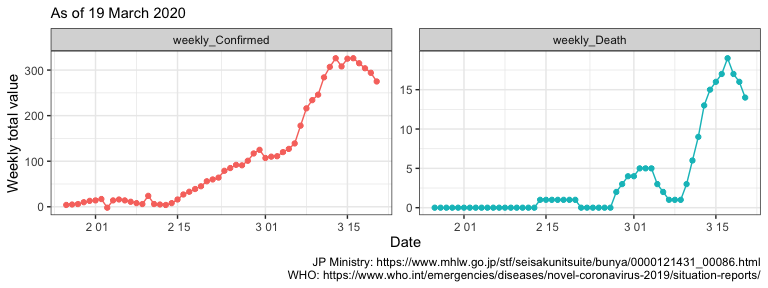 As of 19 March 2020
weekly_Confirmed
weekly_Death
Weekly total value
300
200
100
0
15
10
5
0
2 01
2 15
3 01
3 15
2 01
2 15
3 01
3 15
Date
JP Ministry: https://www.mhlw.go.jp/stf/seisakunitsuite/bunya/0000121431_00086.html
WHO: https://www.who.int/emergencies/diseases/novel-coronavirus-2019/situation-reports/